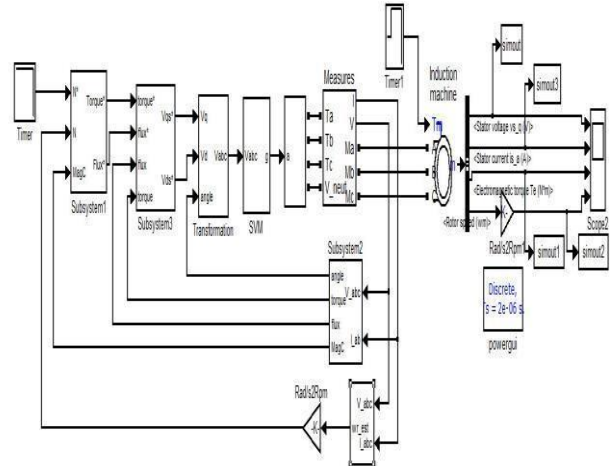 Timer
N*
N
MagC
Torque*
Flux*
Subsystem1
torque*
flux*
flux
torque
Vqs*
Vds*
Subsystem3
Vq
Vd
angle
Vabc
Transformation
Vabc
g
SVM
a
Measures
Ta
Tb
Tc
V_neut
I
V
Ma
Mb
Mc
Timer1
Induction
machine
Tm
m
simout
simout3
<Stator voltage vs_q (V)>
<Stator current is_a (A)>
<Electromagnetic torque Te (N*m)>
<Rotor speed (wm)>
-K-
Rad/s2Rpm1
simout1
simout2
Scope2
Discrete,
Ts = 2e-06 s.
powergui
Subsystem2
angle
torque
flux
MagC
V_abc
I_ab
Rad/s2Rpm
-K-
V_abc
wr_est
I_abc